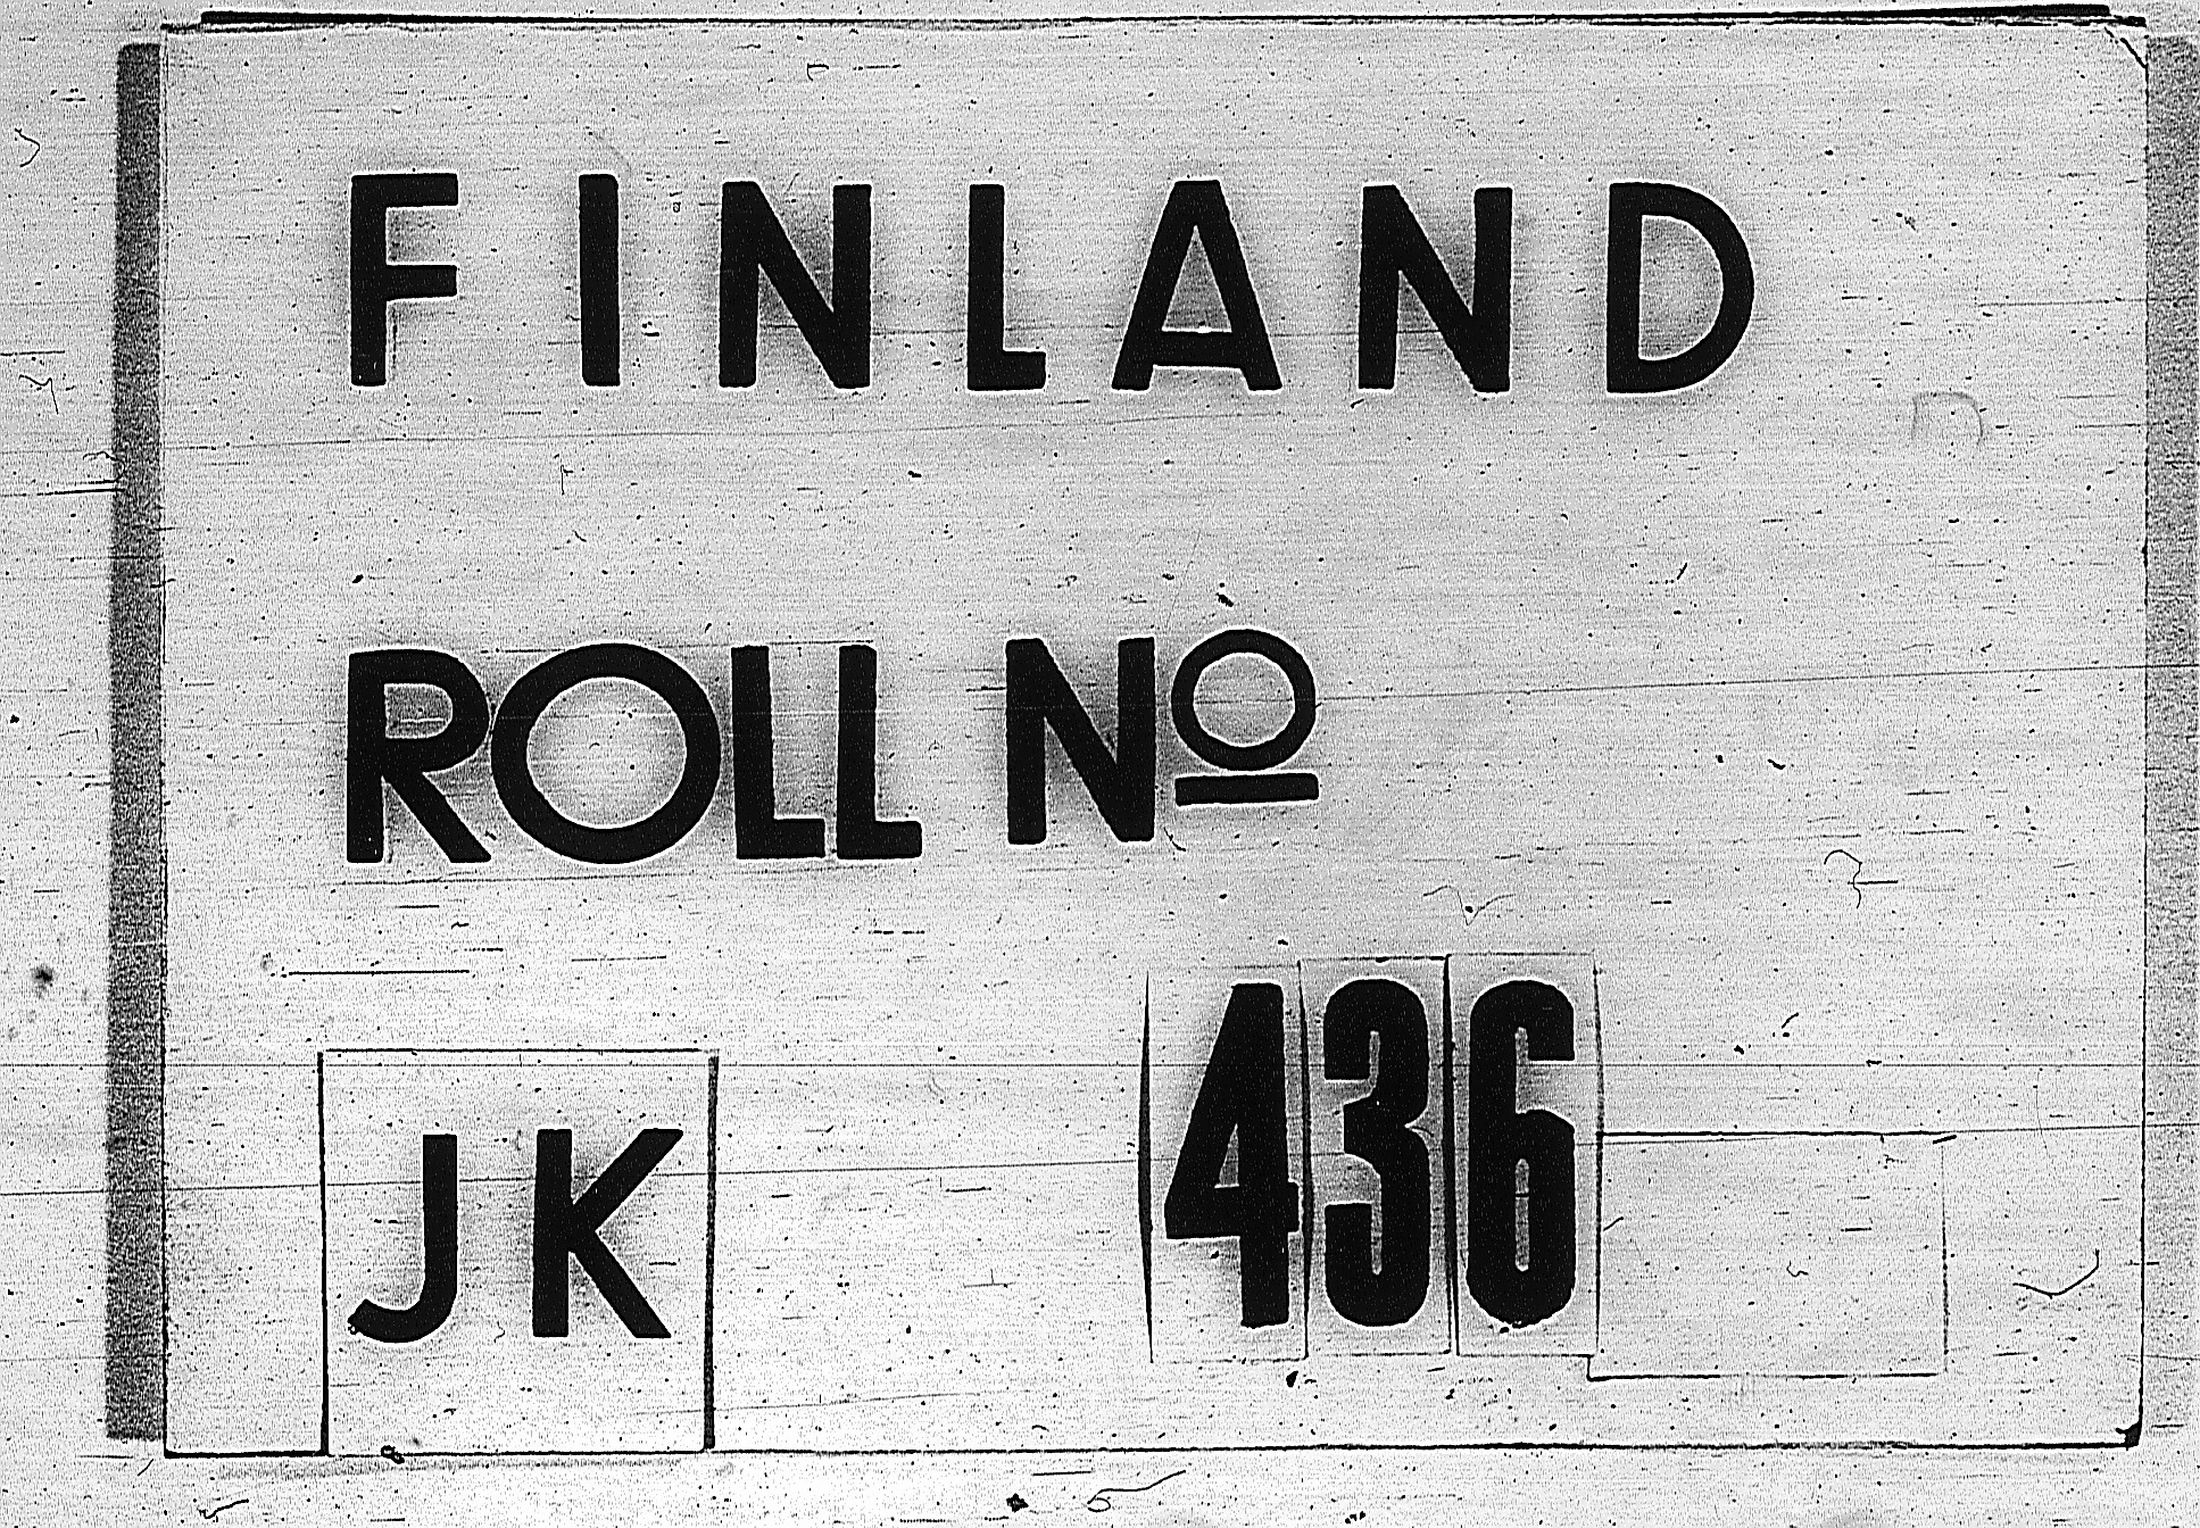 FINLAND
ROLL Nº
436
JK